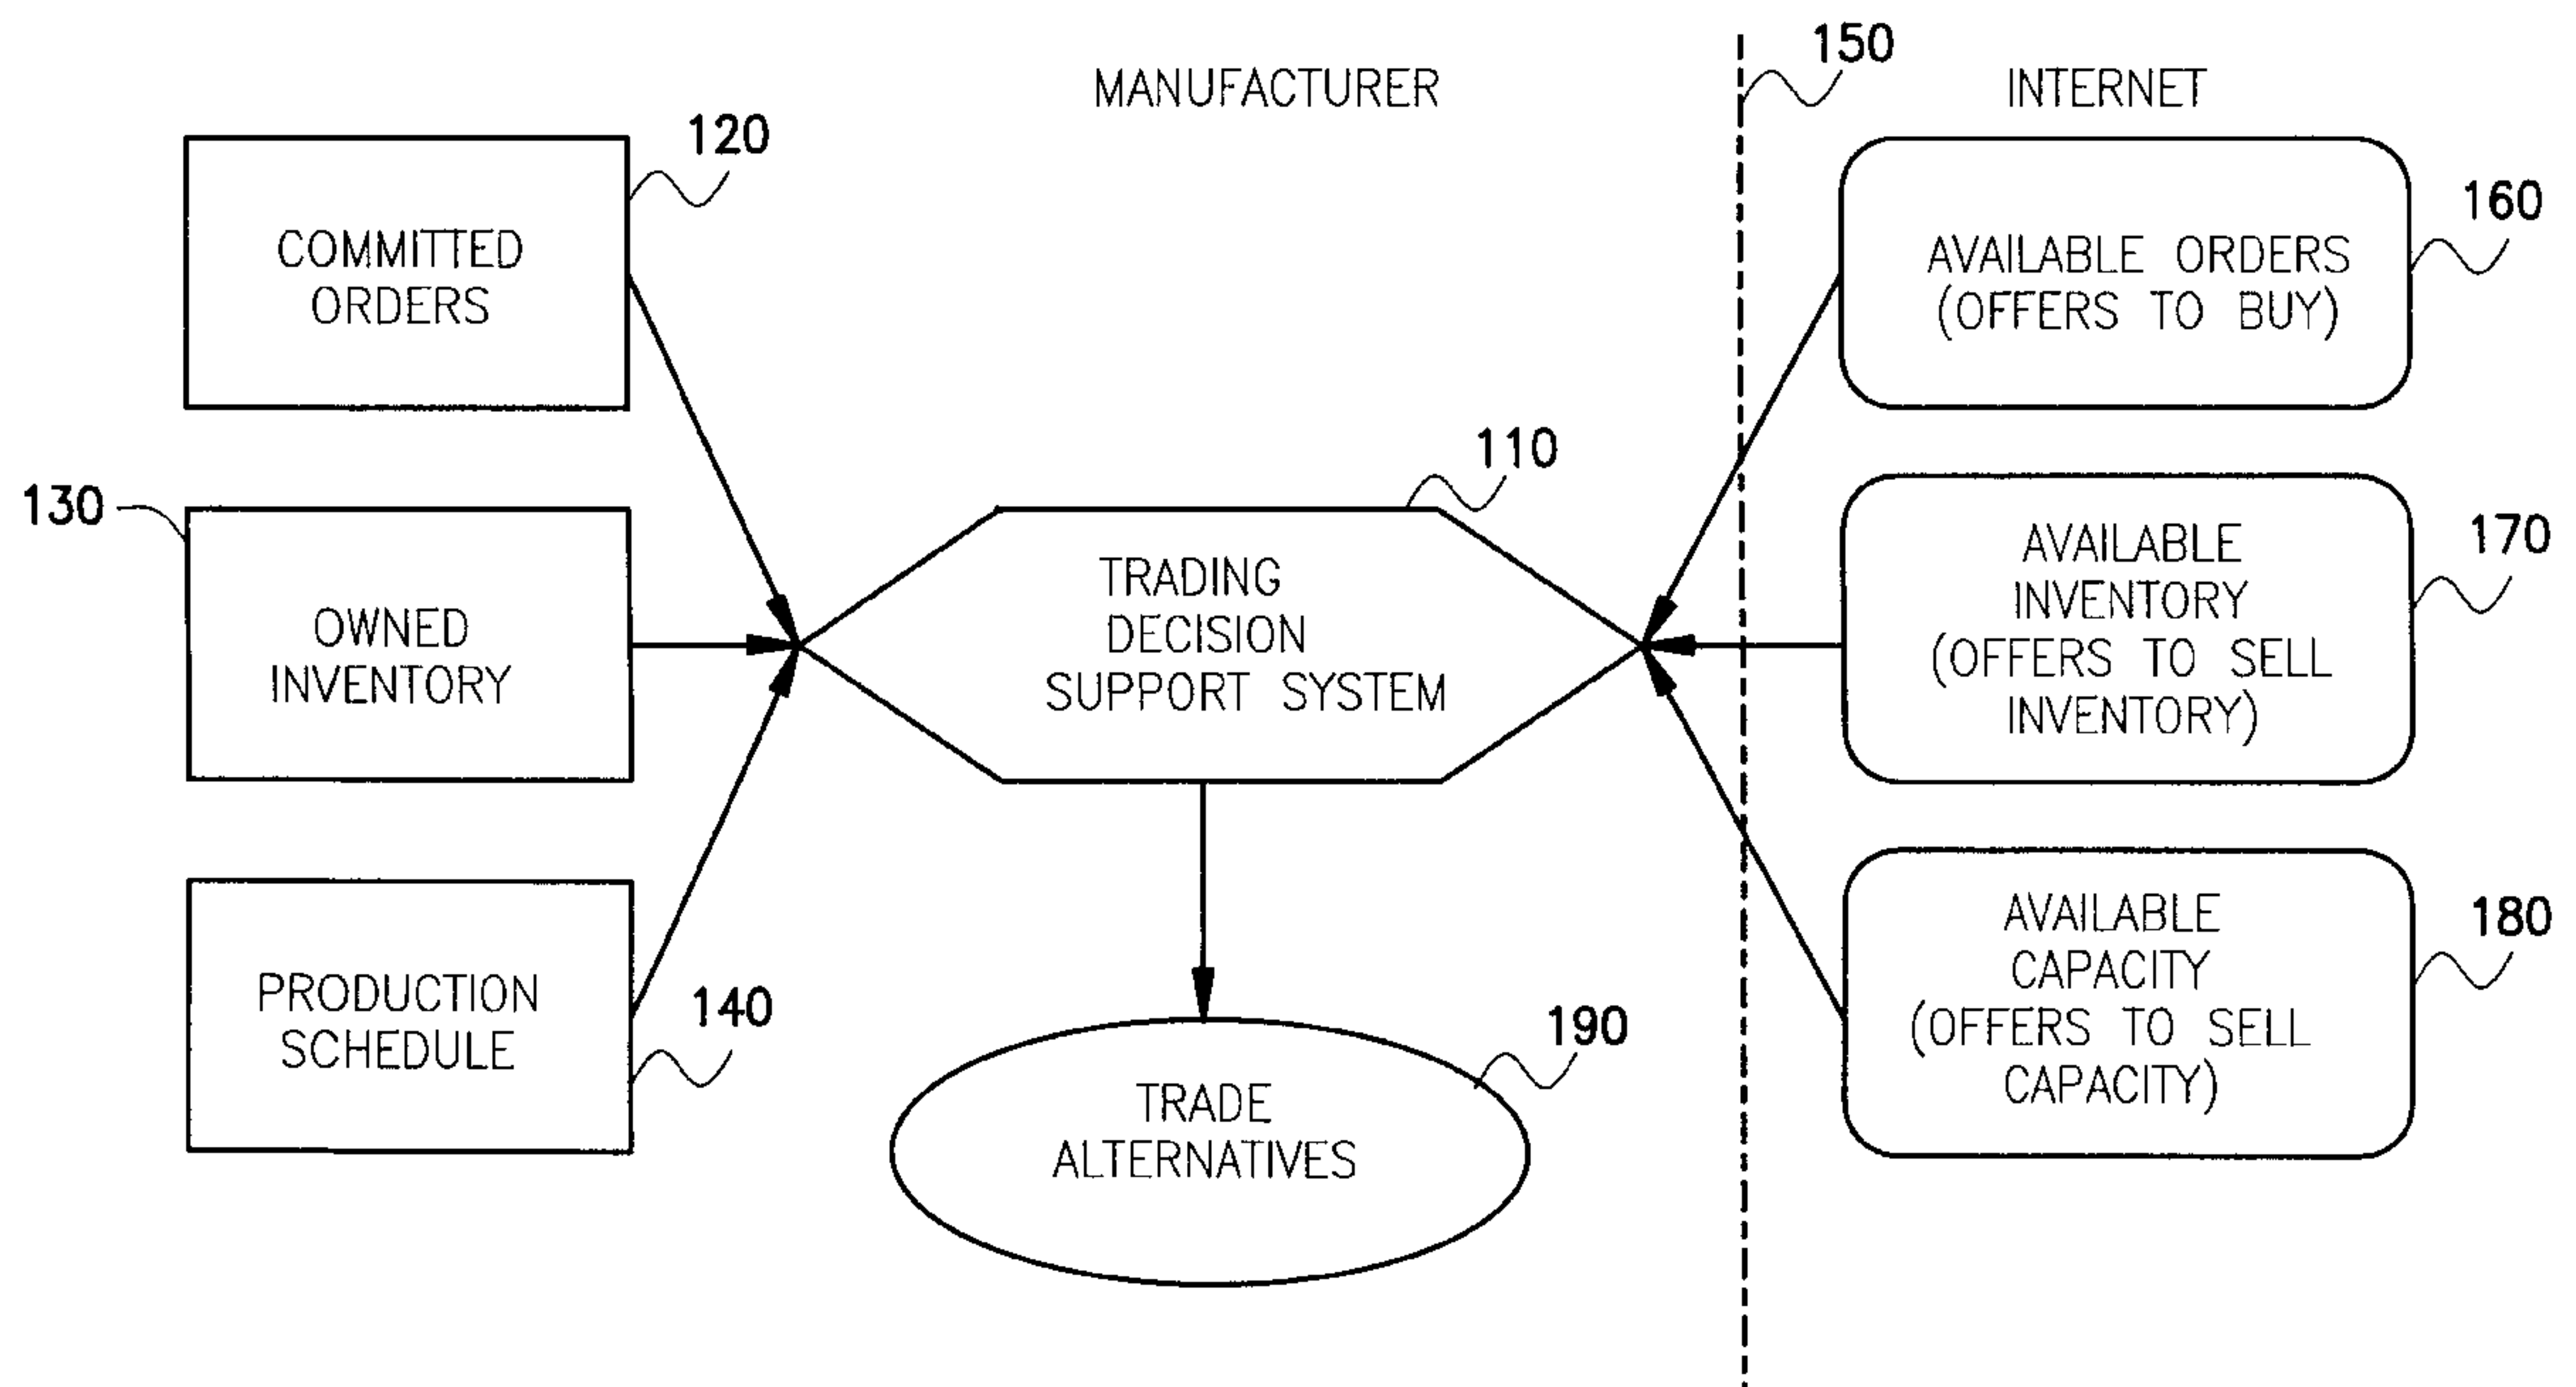 MANUFACTURER
150
INTERNET
120
COMMITTED
ORDERS
160
AVAILABLE ORDERS
(OFFERS TO BUY)
130
OWNED
INVENTORY
110
TRADING
DECISION
SUPPORT SYSTEM
170
AVAILABLE
INVENTORY
(OFFERS TO SELL
INVENTORY)
PRODUCTION
SCHEDULE
140
190
TRADE
ALTERNATIVES
180
AVAILABLE
CAPACITY
(OFFERS TO SELL
CAPACITY)